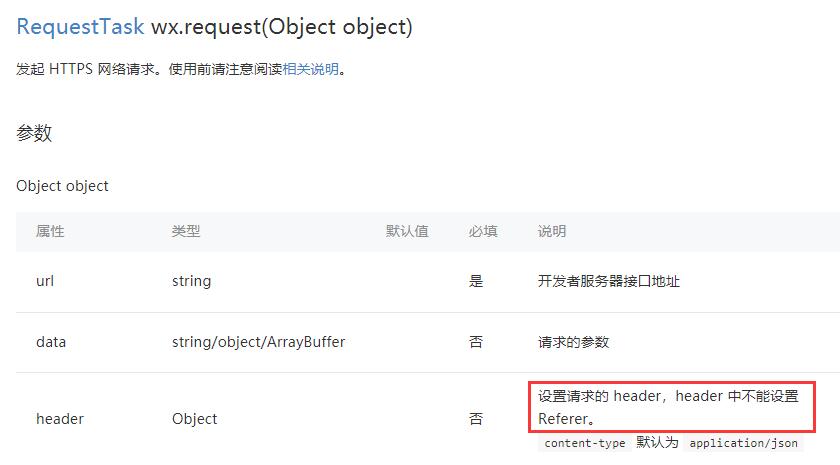 RequestTask wx.request(Object object)
发起 HTTPS 网络请求。使用前请注意阅读相关说明。
参数
Object object
属性 类型 默认值 必填 说明
url string 是 开发者服务器接口地址
data string/object/ArrayBuffer 否 请求的参数
header Object 否 设置请求的 header，header 中不能设置
Referer。
content-type 默认为 application/json